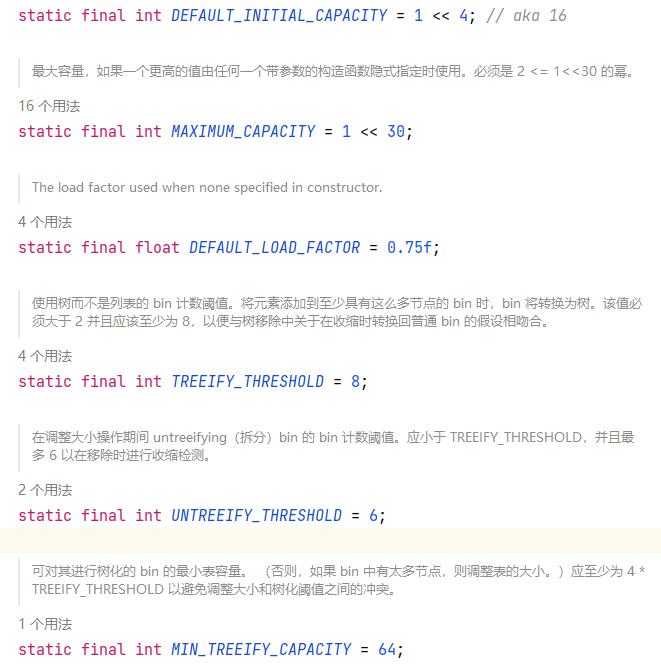 static final int DEFAULT_INITIAL_CAPACITY = 1 << 4; // aka 16
最大容量，如果一个更高的值由任何一个带参数的构造函数隐式指定时使用。必须是 2 <= 1<<30 的幂。
16 个用法
static final int MAXIMUM_CAPACITY = 1 << 30;
The load factor used when none specified in constructor.
4 个用法
static final float DEFAULT_LOAD_FACTOR = 0.75f;
使用树而不是列表的 bin 计数阈值。将元素添加到至少具有这么多节点的 bin 时，bin 将转换为树。该值必
须大于 2 并且应该至少为 8，以便与树移除中关于在收缩时转换回普通 bin 的假设相吻合。
4 个用法
static final int TREEIFY_THRESHOLD = 8;
在调整大小操作期间 untreeifying（拆分）bin 的 bin 计数阈值。应小于 TREEIFY_THRESHOLD，并且最
多 6 以在移除时进行收缩检测。
2 个用法
static final int UNTREEIFY_THRESHOLD = 6;
可对其进行树化的 bin 的最小表容量。 （否则，如果 bin 中有太多节点，则调整表的大小。）应至少为 4 *
TREEIFY_THRESHOLD 以避免调整大小和树化阈值之间的冲突。
1 个用法
static final int MIN_TREEIFY_CAPACITY = 64;